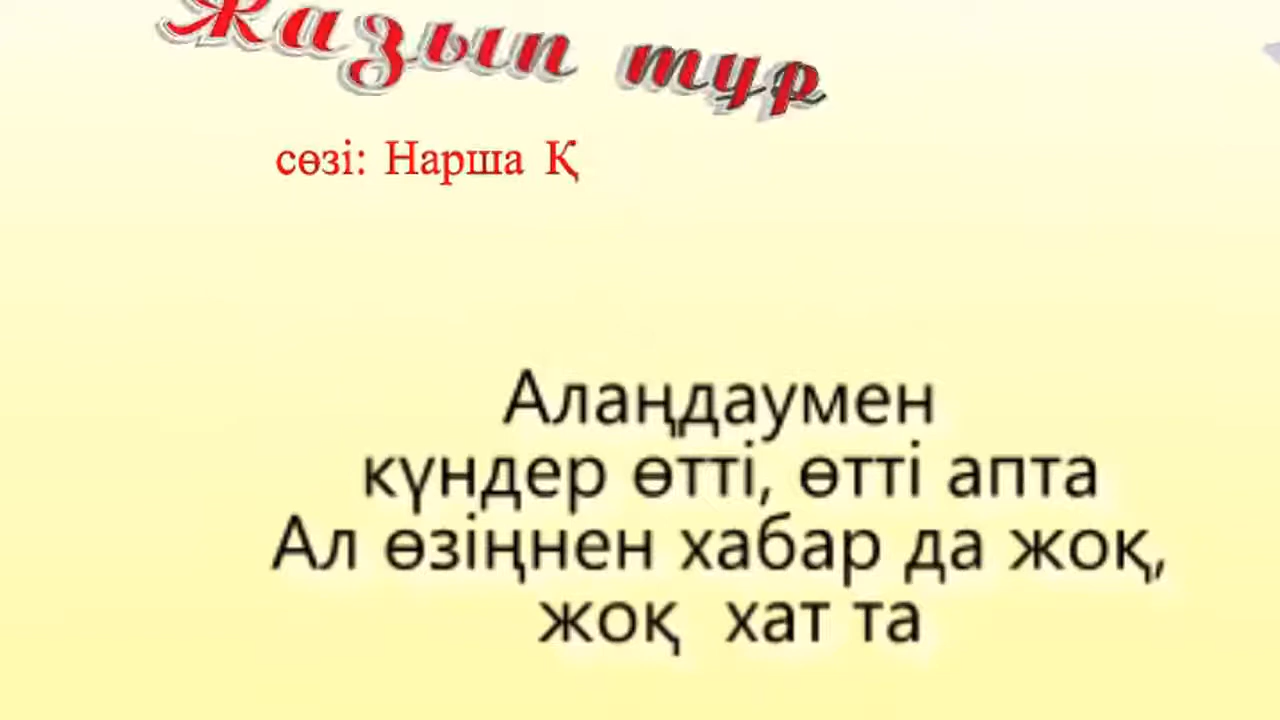 Жазып тұр
сөзі: Нарша Қ
Алаңдаумен
күндер өтті, өтті апта
Ал өзіңнен хабар да жоқ,
жоқ хат та